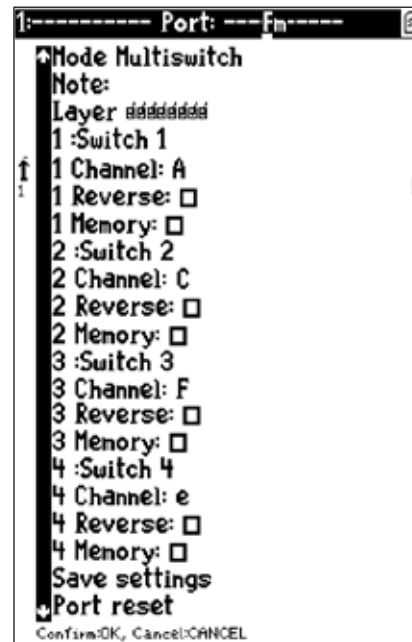 1:----------- Port: ---Fm-----
Mode Multiswitch
Note:
Layer
1 :Switch 1
1 Channel: A
1
1 Reverse:
1 Memory:
2 :Switch 2
2 Channel: C
2 Reverse:
2 Memory:
3 :Switch 3
3 Channel: F
3 Reverse:
3 Memory:
4 :Switch 4
4 Channel: e
4 Reverse:
4 Memory:
Save settings
Port reset
Confirm:OK, Cancel:CANCEL